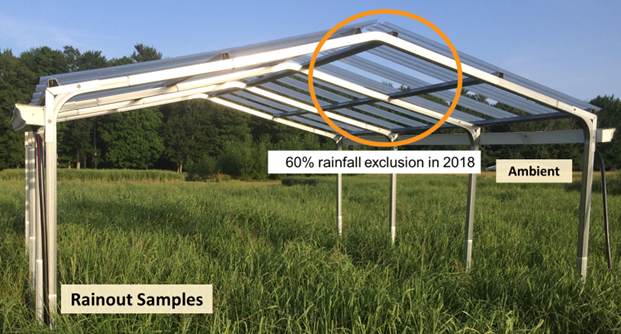 60% rainfall exclusion in 2018
Ambient
Rainout Samples